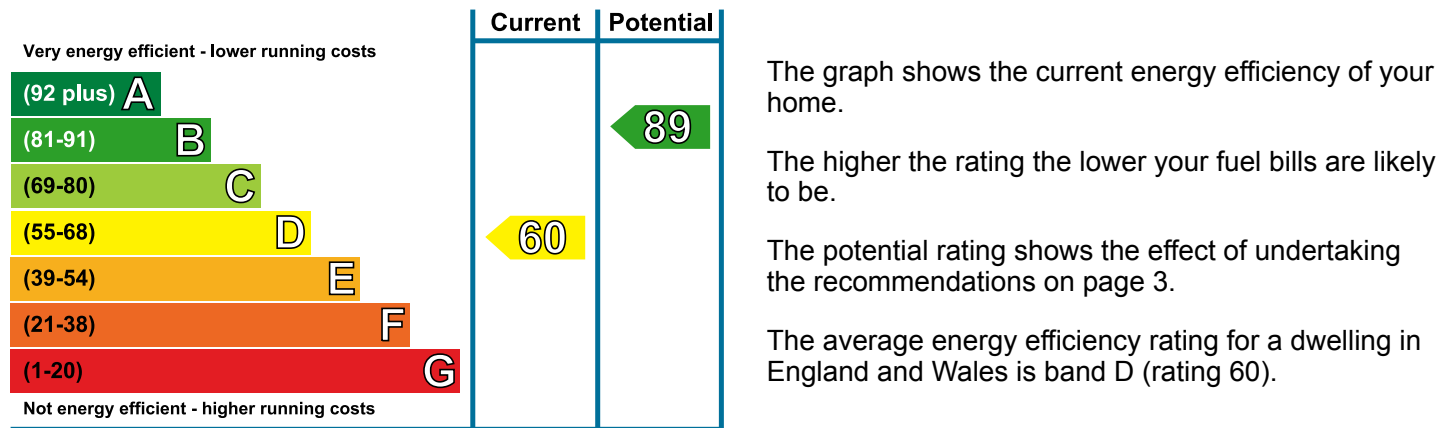 Current Potential
Very energy efficient - lower running costs
(92 plus) A
(81-91) B
89
(69-80) C
(55-68) D
60
(39-54) E
(21-38) F
(1-20) G
Not energy efficient - higher running costs
The graph shows the current energy efficiency of your
home.
The higher the rating the lower your fuel bills are likely
to be.
The potential rating shows the effect of undertaking
the recommendations on page 3.
The average energy efficiency rating for a dwelling in
England and Wales is band D (rating 60).